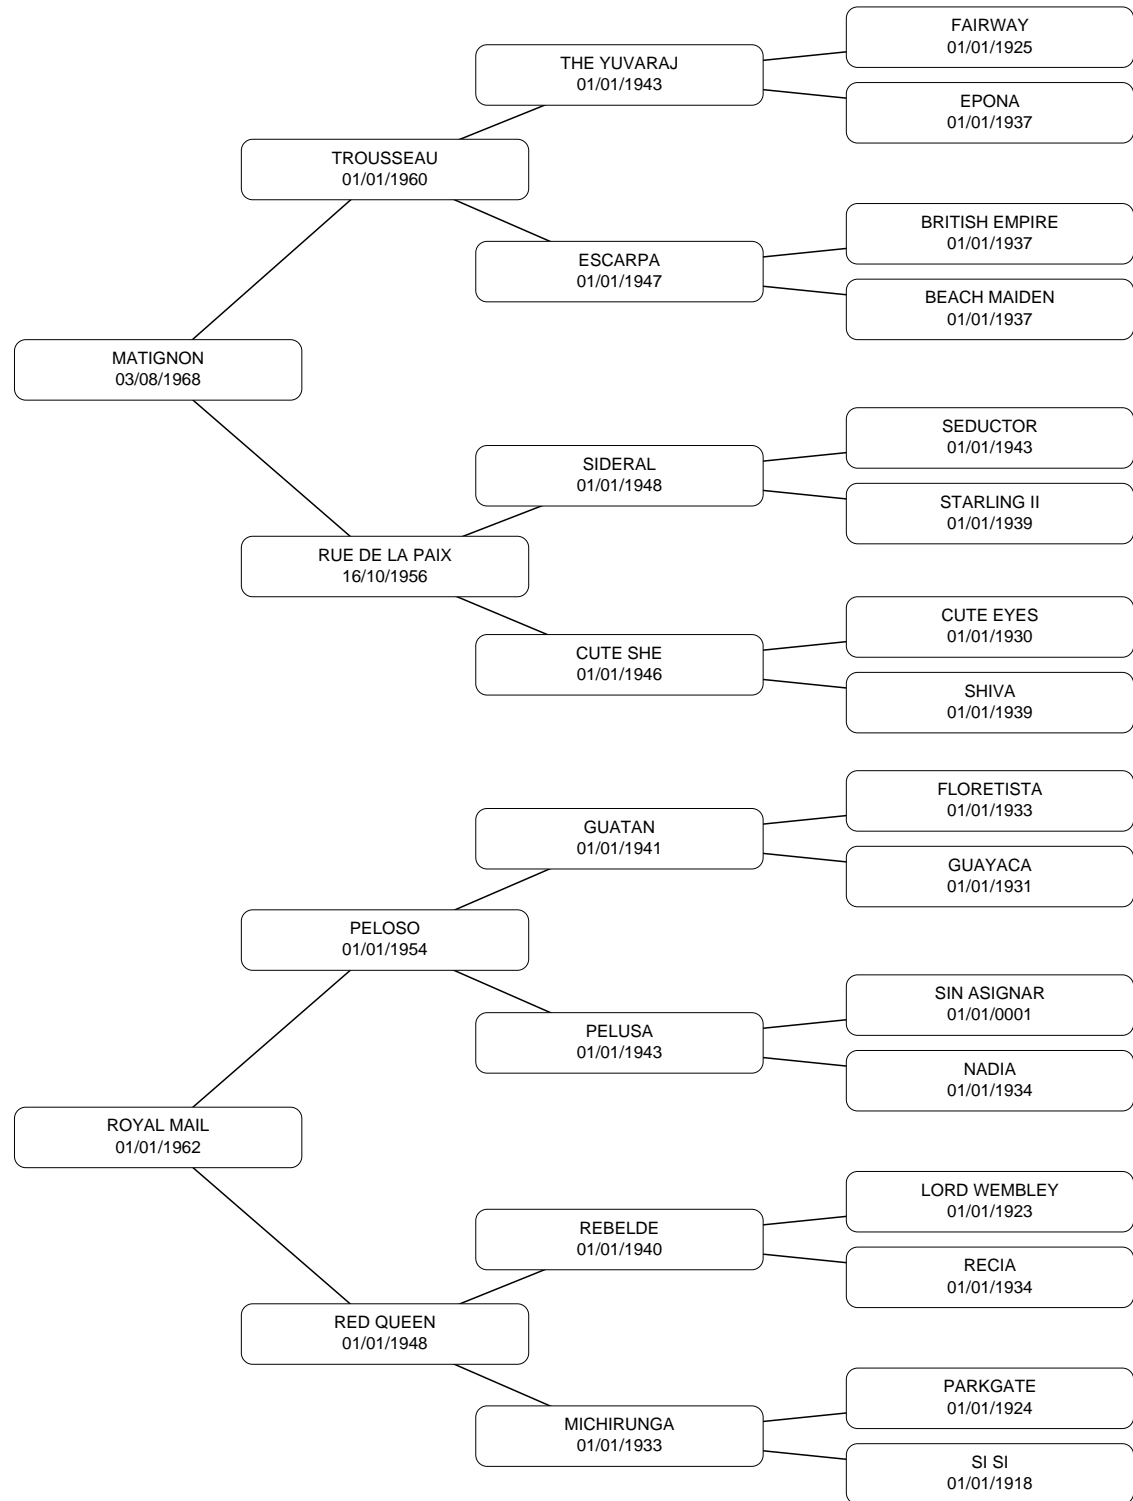 FAIRWAY
01/01/1925
THE YUVARAJ
01/01/1943
EPONA
01/01/1937
TROUSSEAU
01/01/1960
BRITISH EMPIRE
01/01/1937
ESCARPA
01/01/1947
BEACH MAIDEN
01/01/1937
MATIGNON
03/08/1968
SEDUCTOR
01/01/1943
SIDERAL
01/01/1948
STARLING II
01/01/1939
RUE DE LA PAIX
16/10/1956
CUTE EYES
01/01/1930
CUTE SHE
01/01/1946
SHIVA
01/01/1939
FLORETISTA
01/01/1933
GUATAN
01/01/1941
GUAYACA
01/01/1931
PELOSO
01/01/1954
SIN ASIGNAR
01/01/0001
PELUSA
01/01/1943
NADIA
01/01/1934
ROYAL MAIL
01/01/1962
LORD WEMBLEY
01/01/1923
REBELDE
01/01/1940
RECIA
01/01/1934
RED QUEEN
01/01/1948
PARKGATE
01/01/1924
MICHIRUNGA
01/01/1933
SI SI
01/01/1918